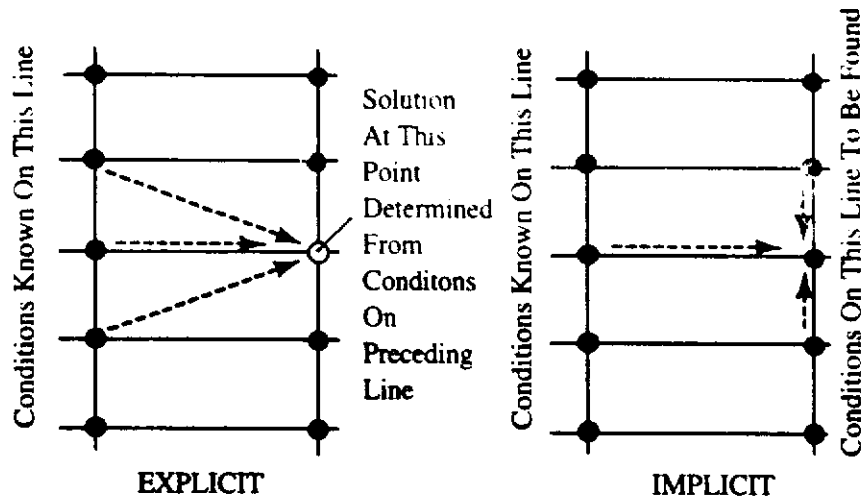 Conditions Known On This Line
Solution
At This
Point
Determined
From
Conditons
On
Preceding
Line
EXPLICIT
Conditions Known On This Line
Conditions On This Line To Be Found
IMPLICIT